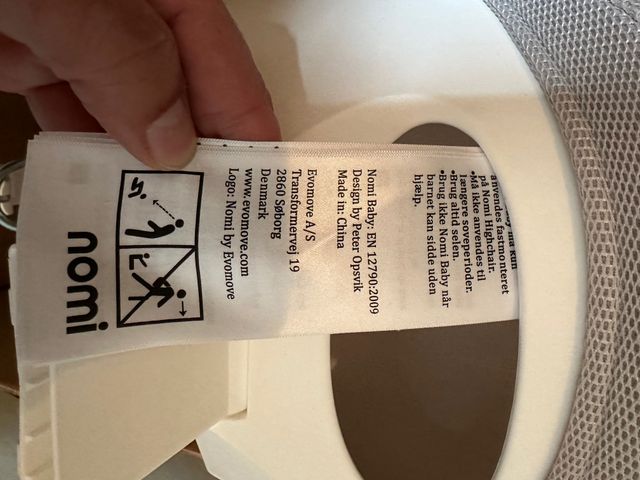 anvendes fastmonteret
på Nomi Highchair.
•Må ikke anvendes til
længere soveperioder.
•Brug altid selen.
•Brug ikke Nomi Baby når
barnet kan sidde uden
hjælp.
Nomi Baby: EN 12790:2009
Design by Peter Opsvik
Made in: China
Evomove A/S
Transformervej 19
2860 Søborg
Denmark
www.evomove.com
Logo: Nomi by Evomove
nomi